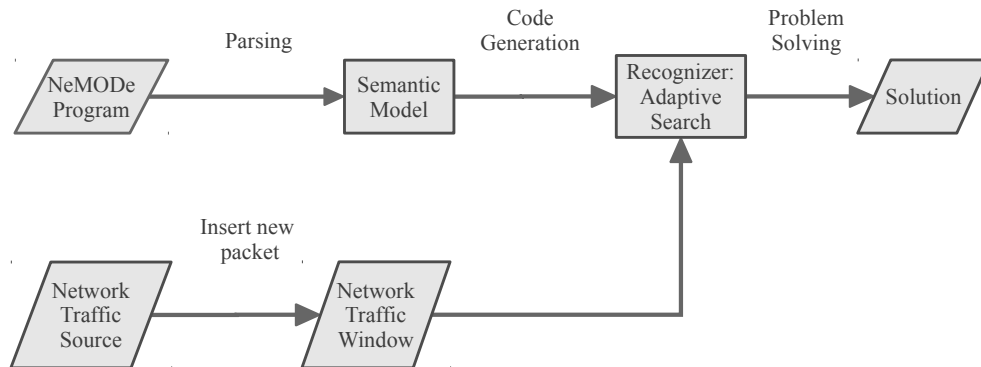 Parsing
Code
Generation
Problem
Solving
NeMODe
Program
Semantic
Model
Recognizer:
Adaptive
Search
Solution
Insert new
packet
Network
Traffic
Source
Network
Traffic
Window